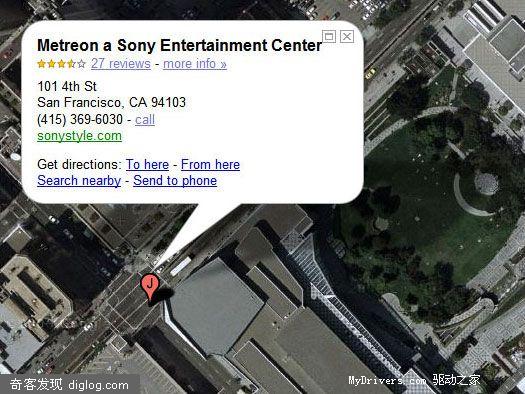 Metreon a Sony Entertainment Center
27 reviews - more info »
101 4th St
San Francisco, CA 94103
(415) 369-6030 - call
sonystyle.com
Get directions: To here - From here
Search nearby - Send to phone
J
奇客发现 diglog.com
MyDrivers.com 驱动之家